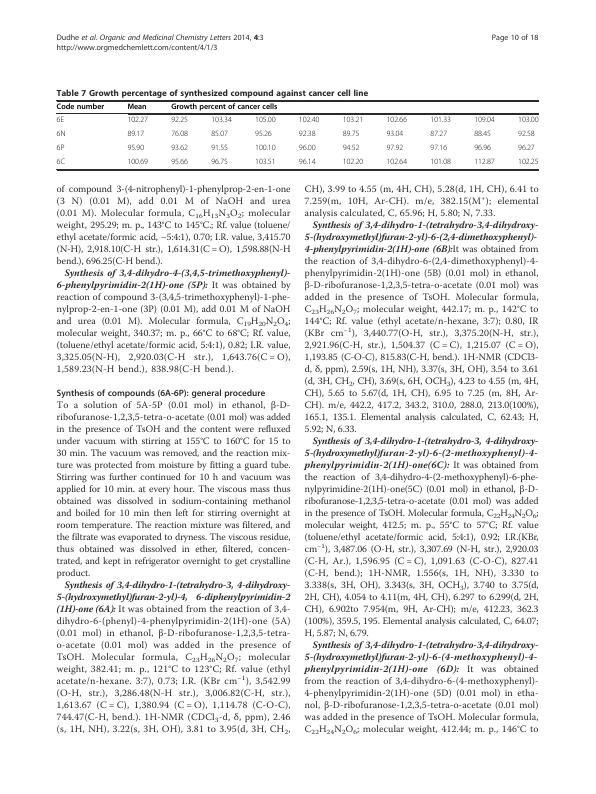 Dudhe et al. Organic and Medicinal Chemistry Letters 2014, 4:3
Page 10 of 18
http://www.orgmedchemlett.com/content/4/1/3
Table 7 Growth percentage of synthesized compound against cancer cell line
Code number Mean Growth percent of cancer cells
6E 102.27 92.25 103.34 105.00 102.40 103.21 102.66 101.33 109.04 103.00
6N 89.17 76.08 85.07 95.26 92.38 89.75 93.04 87.27 88.45 92.58
6P 95.90 93.62 91.55 100.10 96.00 94.52 97.92 97.16 96.96 96.27
6C 100.69 95.66 96.75 103.51 96.14 102.20 102.64 101.08 112.87 102.25
of compound 3-(4-nitrophenyl)-1-phenylprop-2-en-1-one
(3 N) (0.01 M), add 0.01 M of NaOH and urea
(0.01 M). Molecular formula, C₁₆H₁₃N₃O₂; molecular
weight, 295.29; m. p., 143°C to 145°C; Rf. value (toluene/
ethyl acetate/formic acid, −5:4:1), 0.70; I.R. value, 3,415.70
(N-H), 2,918.10(C-H str.), 1,614.31(C = O), 1,598.88(N-H
bend.), 696.25(C-H bend.).
Synthesis of 3,4-dihydro-4-(3,4,5-trimethoxyphenyl)-
6-phenylpyrimidin-2(1H)-one (5P): It was obtained by
reaction of compound 3-(3,4,5-trimethoxyphenyl)-1-phe-
nylprop-2-en-1-one (3P) (0.01 M), add 0.01 M of NaOH
and urea (0.01 M). Molecular formula, C₁₉H₂₀N₂O₄;
molecular weight, 340.37; m. p., 66°C to 68°C; Rf. value,
(toluene/ethyl acetate/formic acid, 5:4:1), 0.82; I.R. value,
3,325.05(N-H), 2,920.03(C-H str.), 1,643.76(C = O),
1,589.23(N-H bend.), 838.98(C-H bend.).
Synthesis of compounds (6A-6P): general procedure
To a solution of 5A-5P (0.01 mol) in ethanol, β-D-
ribofuranose-1,2,3,5-tetra-o-acetate (0.01 mol) was added
in the presence of TsOH and the content were refluxed
under vacuum with stirring at 155°C to 160°C for 15 to
30 min. The vacuum was removed, and the reaction mix-
ture was protected from moisture by fitting a guard tube.
Stirring was further continued for 10 h and vacuum was
applied for 10 min. at every hour. The viscous mass thus
obtained was dissolved in sodium-containing methanol
and boiled for 10 min then left for stirring overnight at
room temperature. The reaction mixture was filtered, and
the filtrate was evaporated to dryness. The viscous residue,
thus obtained was dissolved in ether, filtered, concen-
trated, and kept in refrigerator overnight to get crystalline
product.
Synthesis of 3,4-dihydro-1-(tetrahydro-3, 4-dihydroxy-
5-(hydroxymethyl)furan-2-yl)-4, 6-diphenylpyrimidin-2
(1H)-one (6A): It was obtained from the reaction of 3,4-
dihydro-6-(phenyl)-4-phenylpyrimidin-2(1H)-one (5A)
(0.01 mol) in ethanol, β-D-ribofuranose-1,2,3,5-tetra-
o-acetate (0.01 mol) was added in the presence of
TsOH. Molecular formula, C₂₃H₂₆N₂O₇; molecular
weight, 382.41; m. p., 121°C to 123°C; Rf. value (ethyl
acetate/n-hexane. 3:7), 0.73; I.R. (KBr cm⁻¹), 3,542.99
(O-H str.), 3,286.48(N-H str.), 3,006.82(C-H, str.),
1,613.67 (C = C), 1,380.94 (C = O), 1,114.78 (C-O-C),
744.47(C-H, bend.). 1H-NMR (CDCl₃-d, δ, ppm), 2.46
(s, 1H, NH), 3.22(s, 3H, OH), 3.81 to 3.95(d, 3H, CH₂,
CH), 3.99 to 4.55 (m, 4H, CH), 5.28(d, 1H, CH), 6.41 to
7.259(m, 10H, Ar-CH). m/e, 382.15(M⁺); elemental
analysis calculated, C, 65.96; H, 5.80; N, 7.33.
Synthesis of 3,4-dihydro-1-(tetrahydro-3,4-dihydroxy-
5-(hydroxymethyl)furan-2-yl)-6-(2,4-dimethoxyphenyl)-
4-phenylpyrimidin-2(1H)-one (6B):It was obtained from
the reaction of 3,4-dihydro-6-(2,4-dimethoxyphenyl)-4-
phenylpyrimidin-2(1H)-one (5B) (0.01 mol) in ethanol,
β-D-ribofuranose-1,2,3,5-tetra-o-acetate (0.01 mol) was
added in the presence of TsOH. Molecular formula,
C₂₃H₂₆N₂O₇; molecular weight, 442.17; m. p., 142°C to
144°C; Rf. value (ethyl acetate/n-hexane, 3:7); 0.80, IR
(KBr cm⁻¹), 3,440.77(O-H, str.), 3,375.20(N-H, str.),
2,921.96(C-H, str.), 1,504.37 (C = C), 1,215.07 (C = O),
1,193.85 (C-O-C), 815.83(C-H, bend.). 1H-NMR (CDCl3-
d, δ, ppm), 2.59(s, 1H, NH), 3.37(s, 3H, OH), 3.54 to 3.61
(d, 3H, CH₂, CH), 3.69(s, 6H, OCH₃), 4.23 to 4.55 (m, 4H,
CH), 5.65 to 5.67(d, 1H, CH), 6.95 to 7.25 (m, 8H, Ar-
CH). m/e, 442.2, 417.2, 343.2, 310.0, 288.0, 213.0(100%),
165.1, 135.1. Elemental analysis calculated, C, 62.43; H,
5.92; N, 6.33.
Synthesis of 3,4-dihydro-1-(tetrahydro-3, 4-dihydroxy-
5-(hydroxymethyl)furan-2-yl)-6-(2-methoxyphenyl)-4-
phenylpyrimidin-2(1H)-one(6C): It was obtained from
the reaction of 3,4-dihydro-4-(2-methoxyphenyl)-6-phe-
nylpyrimidine-2(1H)-one(5C) (0.01 mol) in ethanol, β-D-
ribofuranose-1,2,3,5-tetra-o-acetate (0.01 mol) was added
in the presence of TsOH. Molecular formula, C₂₂H₂₄N₂O₆;
molecular weight, 412.5; m. p., 55°C to 57°C; Rf. value
(toluene/ethyl acetate/formic acid, 5:4:1), 0.92; I.R.(KBr,
cm⁻¹), 3,487.06 (O-H, str.), 3,307.69 (N-H, str.), 2,920.03
(C-H, Ar.), 1,596.95 (C = C), 1,091.63 (C-O-C), 827.41
(C-H, bend.); 1H-NMR, 1.556(s, 1H, NH), 3.330 to
3.338(s, 3H, OH), 3.343(s, 3H, OCH₃), 3.740 to 3.75(d,
2H, CH), 4.054 to 4.11(m, 4H, CH), 6.297 to 6.299(d, 2H,
CH), 6.902to 7.954(m, 9H, Ar-CH); m/e, 412.23, 362.3
(100%), 359.5, 195. Elemental analysis calculated, C, 64.07;
H, 5.87; N, 6.79.
Synthesis of 3,4-dihydro-1-(tetrahydro-3,4-dihydroxy-
5-(hydroxymethyl)furan-2-yl)-6-(4-methoxyphenyl)-4-
phenylpyrimidin-2(1H)-one (6D): It was obtained
from the reaction of 3,4-dihydro-6-(4-methoxyphenyl)-
4-phenylpyrimidin-2(1H)-one (5D) (0.01 mol) in etha-
nol, β-D-ribofuranose-1,2,3,5-tetra-o-acetate (0.01 mol)
was added in the presence of TsOH. Molecular formula,
C₂₂H₂₄N₂O₆; molecular weight, 412.44; m. p., 146°C to